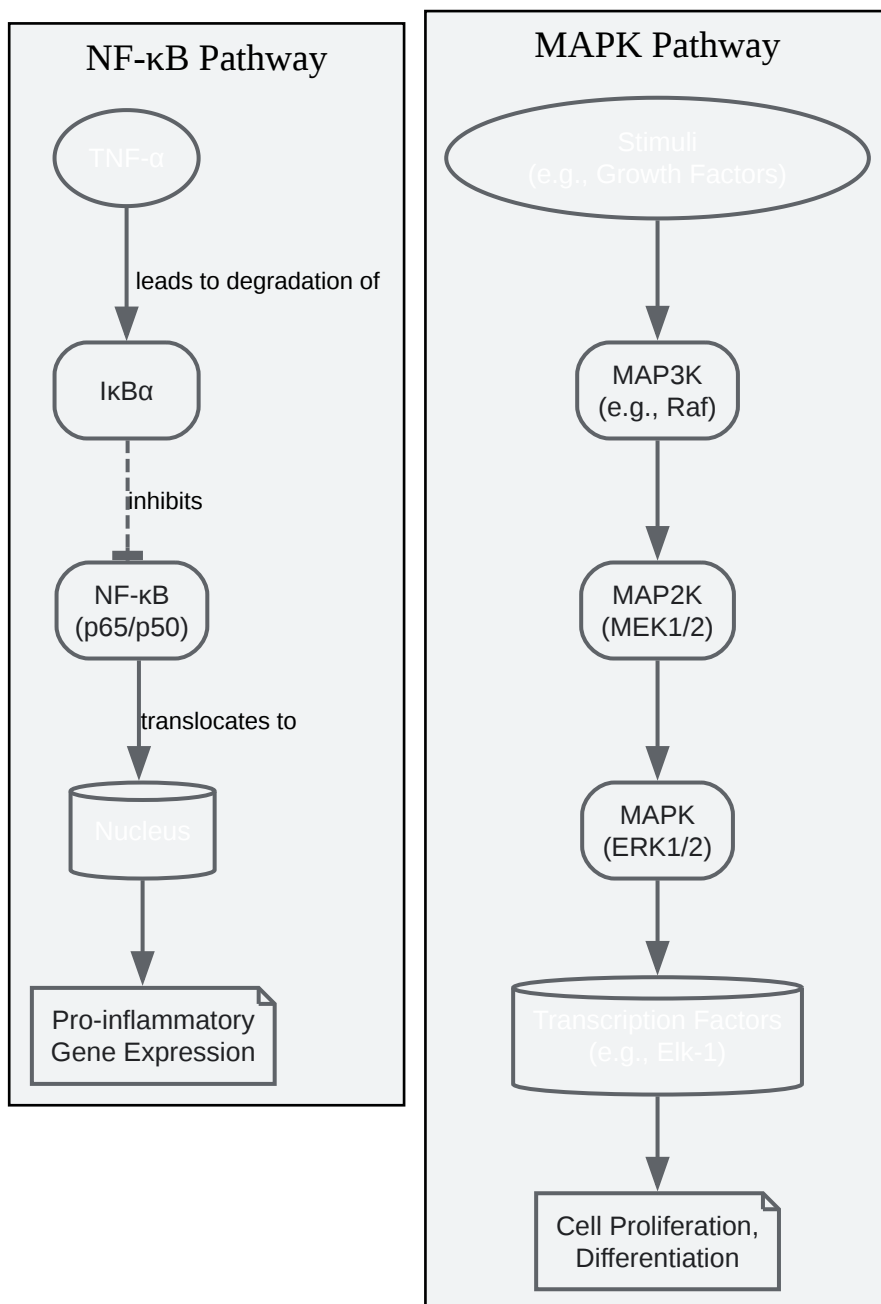 NF-κB Pathway
TNF-α
leads to degradation of
IκBα
inhibits
NF-κB
(p65/p50)
translocates to
Nucleus
Pro-inflammatory
Gene Expression
MAPK Pathway
Stimuli
(e.g., Growth Factors)
MAP3K
(e.g., Raf)
MAP2K
(MEK1/2)
MAPK
(ERK1/2)
Transcription Factors
(e.g., Elk-1)
Cell Proliferation,
Differentiation